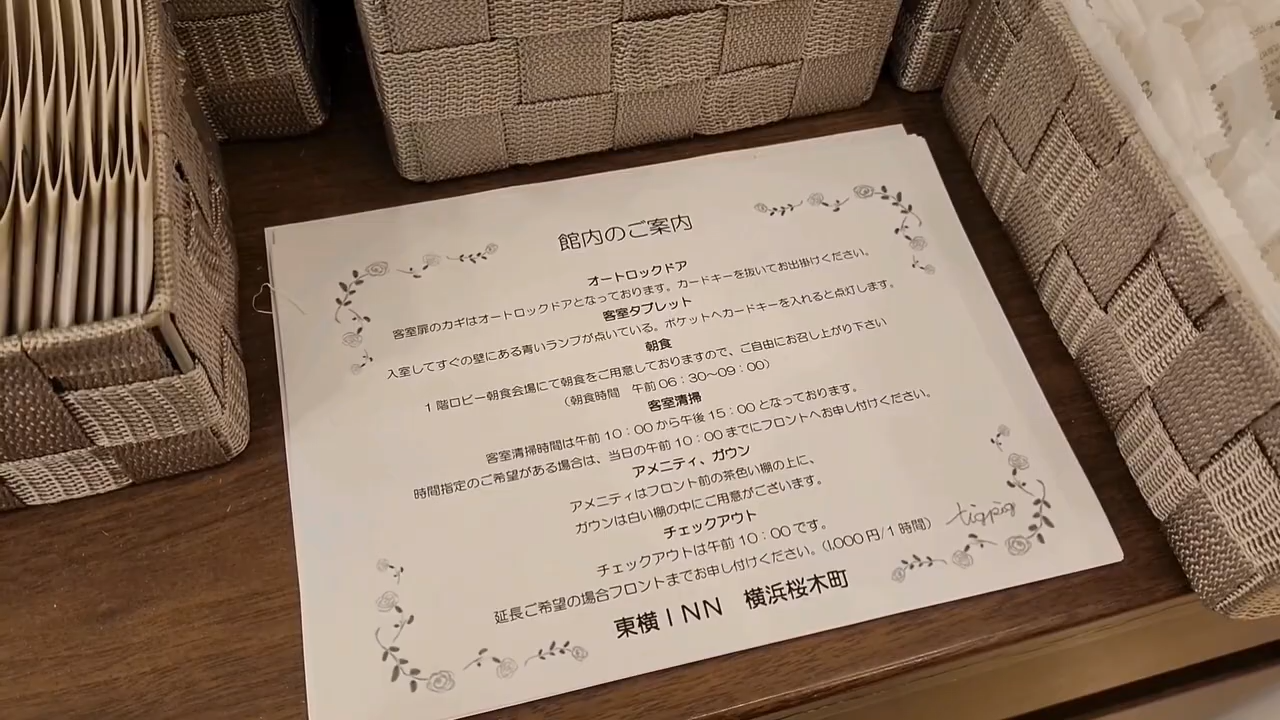 館内のご案内
オートロックドア
客室扉のカギはオートロックドアとなっております。カードキーを抜いてお出掛けください。
客室タブレット
入室してすぐの壁にある青いランプが点いている。ポケットへカードキーを入れると点灯します。
朝食
1階ロビー朝食会場にて朝食をご用意しておりますので、ご自由にお召し上がり下さい
（朝食時間　午前06：30～09：00）
客室清掃
客室清掃時間は午前10：00から午後15：00となっております。
時間指定のご希望がある場合は、当日の午前10：00までにフロントへお申し付けください。
アメニティ、ガウン
アメニティはフロント前の茶色い棚の上に、
ガウンは白い棚の中にご用意がございます。
チェックアウト
チェックアウトは午前10：00です。
延長ご希望の場合フロントまでお申し付けください。（1,000円/1時間）
東横ＩＮＮ　横浜桜木町